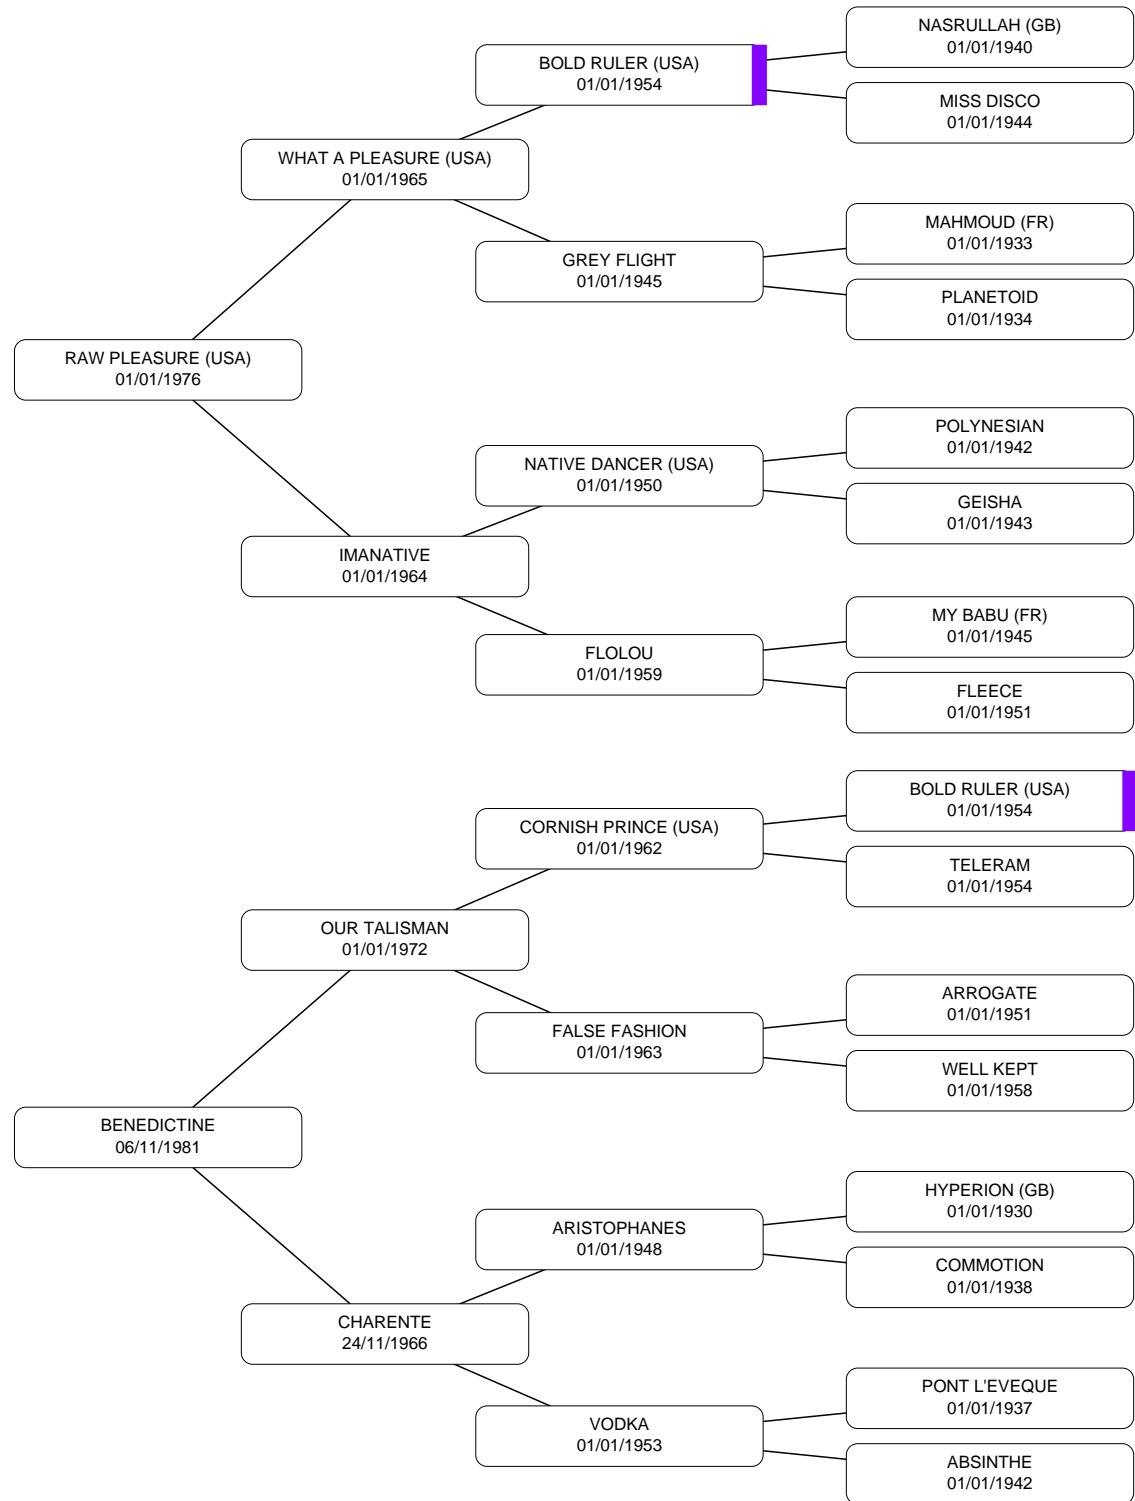 NASRULLAH (GB)
01/01/1940
BOLD RULER (USA)
01/01/1954
MISS DISCO
01/01/1944
WHAT A PLEASURE (USA)
01/01/1965
MAHMOUD (FR)
01/01/1933
GREY FLIGHT
01/01/1945
PLANETOID
01/01/1934
RAW PLEASURE (USA)
01/01/1976
POLYNESIAN
01/01/1942
NATIVE DANCER (USA)
01/01/1950
GEISHA
01/01/1943
IMANATIVE
01/01/1964
MY BABU (FR)
01/01/1945
FLOLOU
01/01/1959
FLEECE
01/01/1951
BOLD RULER (USA)
01/01/1954
CORNISH PRINCE (USA)
01/01/1962
TELERAM
01/01/1954
OUR TALISMAN
01/01/1972
ARROGATE
01/01/1951
FALSE FASHION
01/01/1963
WELL KEPT
01/01/1958
BENEDICTINE
06/11/1981
HYPERION (GB)
01/01/1930
ARISTOPHANES
01/01/1948
COMMOTION
01/01/1938
CHARENTE
24/11/1966
PONT L'EVEQUE
01/01/1937
VODKA
01/01/1953
ABSINTHE
01/01/1942